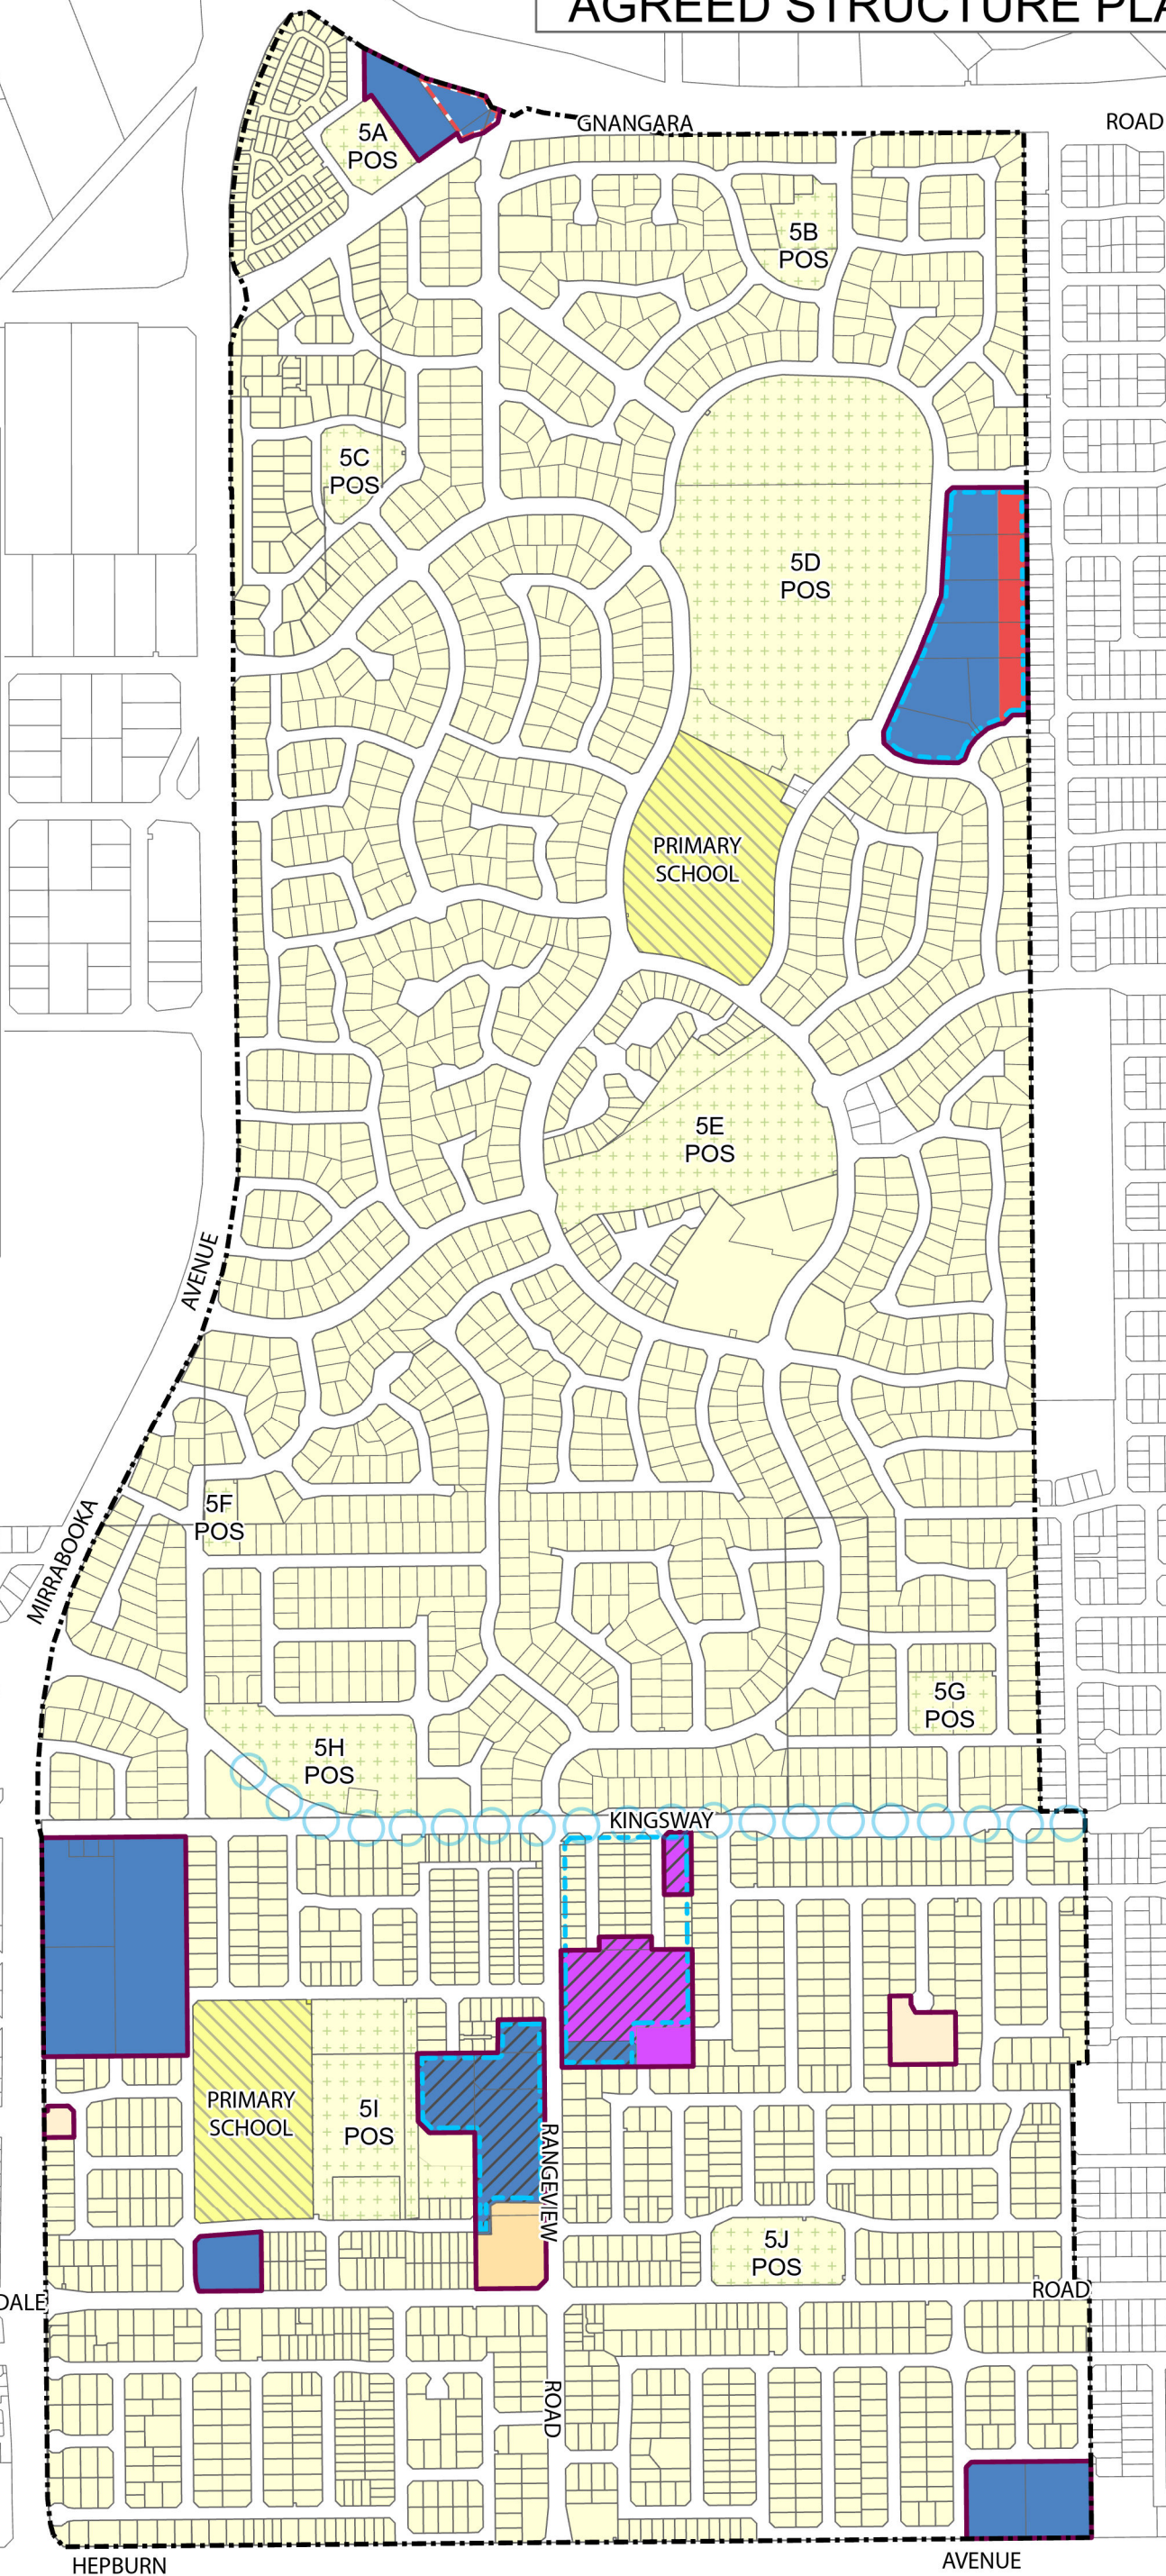 AGREED STRUCTURE PLA
GNANGARA
ROAD
5A
POS
5B
POS
5C
POS
5D
POS
PRIMARY
SCHOOL
5E
POS
AVENUE
MIRRABOOKA
5F
POS
5G
POS
5H
POS
KINGSWAY
PRIMARY
SCHOOL
5I
POS
RANGEVIEW
5J
POS
DALE
ROAD
ROAD
HEPBURN
AVENUE